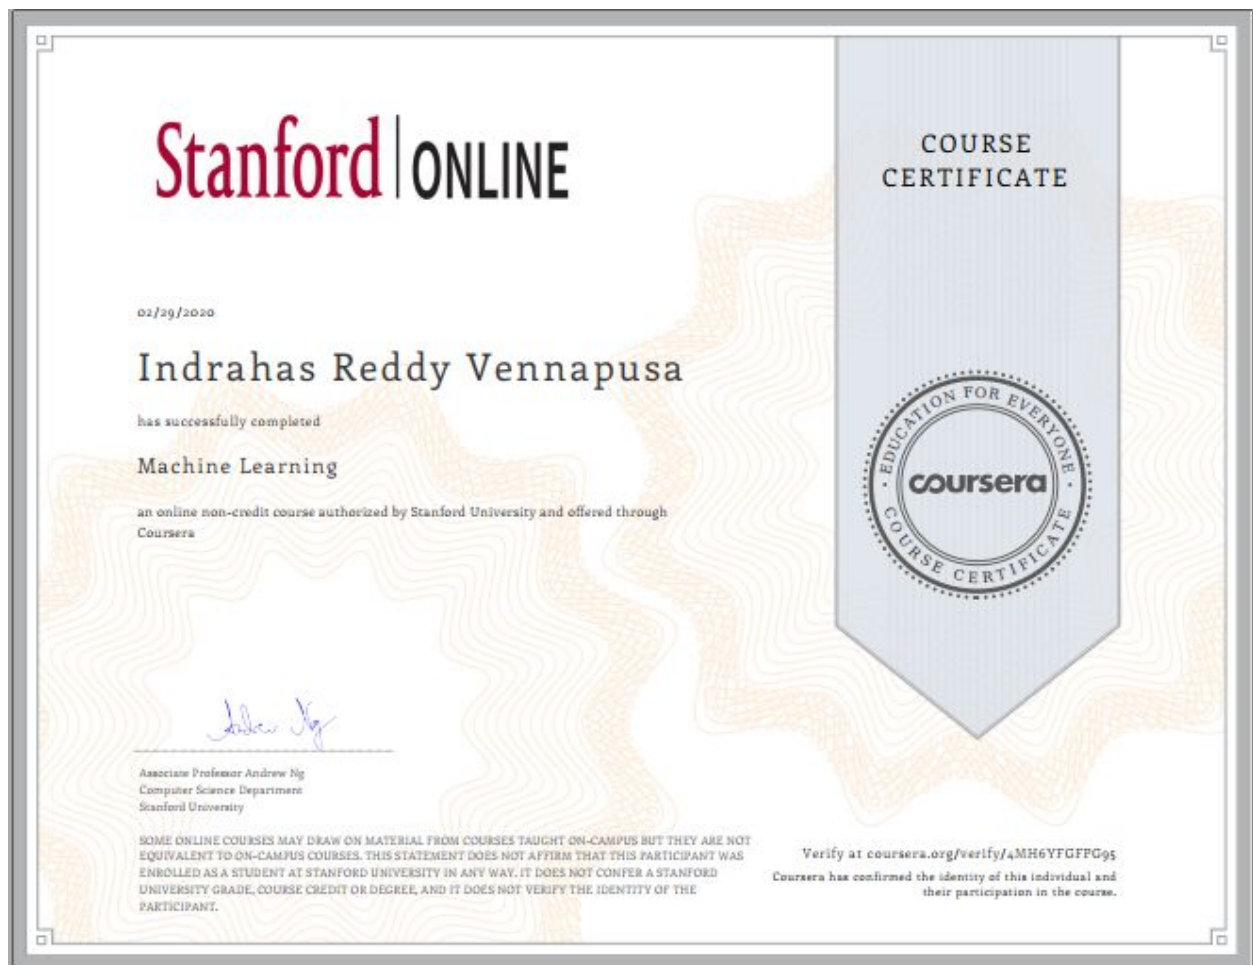 Stanford | ONLINE
COURSE
CERTIFICATE
02/29/2020
Indrahas Reddy Vennapusa
has successfully completed
Machine Learning
an online non-credit course authorized by Stanford University and offered through
Coursera
EDUCATION FOR EVERYONE
coursera
COURSE CERTIFICATE
Andrew Ng
Associate Professor Andrew Ng
Computer Science Department
Stanford University
SOME ONLINE COURSES MAY DRAW ON MATERIAL FROM COURSES TAUGHT ON-CAMPUS BUT THEY ARE NOT
EQUIVALENT TO ON-CAMPUS COURSES. THIS STATEMENT DOES NOT AFFIRM THAT THIS PARTICIPANT WAS
ENROLLED AS A STUDENT AT STANFORD UNIVERSITY IN ANY WAY. IT DOES NOT CONFER A STANFORD
UNIVERSITY GRADE, COURSE CREDIT OR DEGREE, AND IT DOES NOT VERIFY THE IDENTITY OF THE
PARTICIPANT.
Verify at coursera.org/verify/4MH6YFGFPG95
Coursera has confirmed the identity of this individual and
their participation in the course.